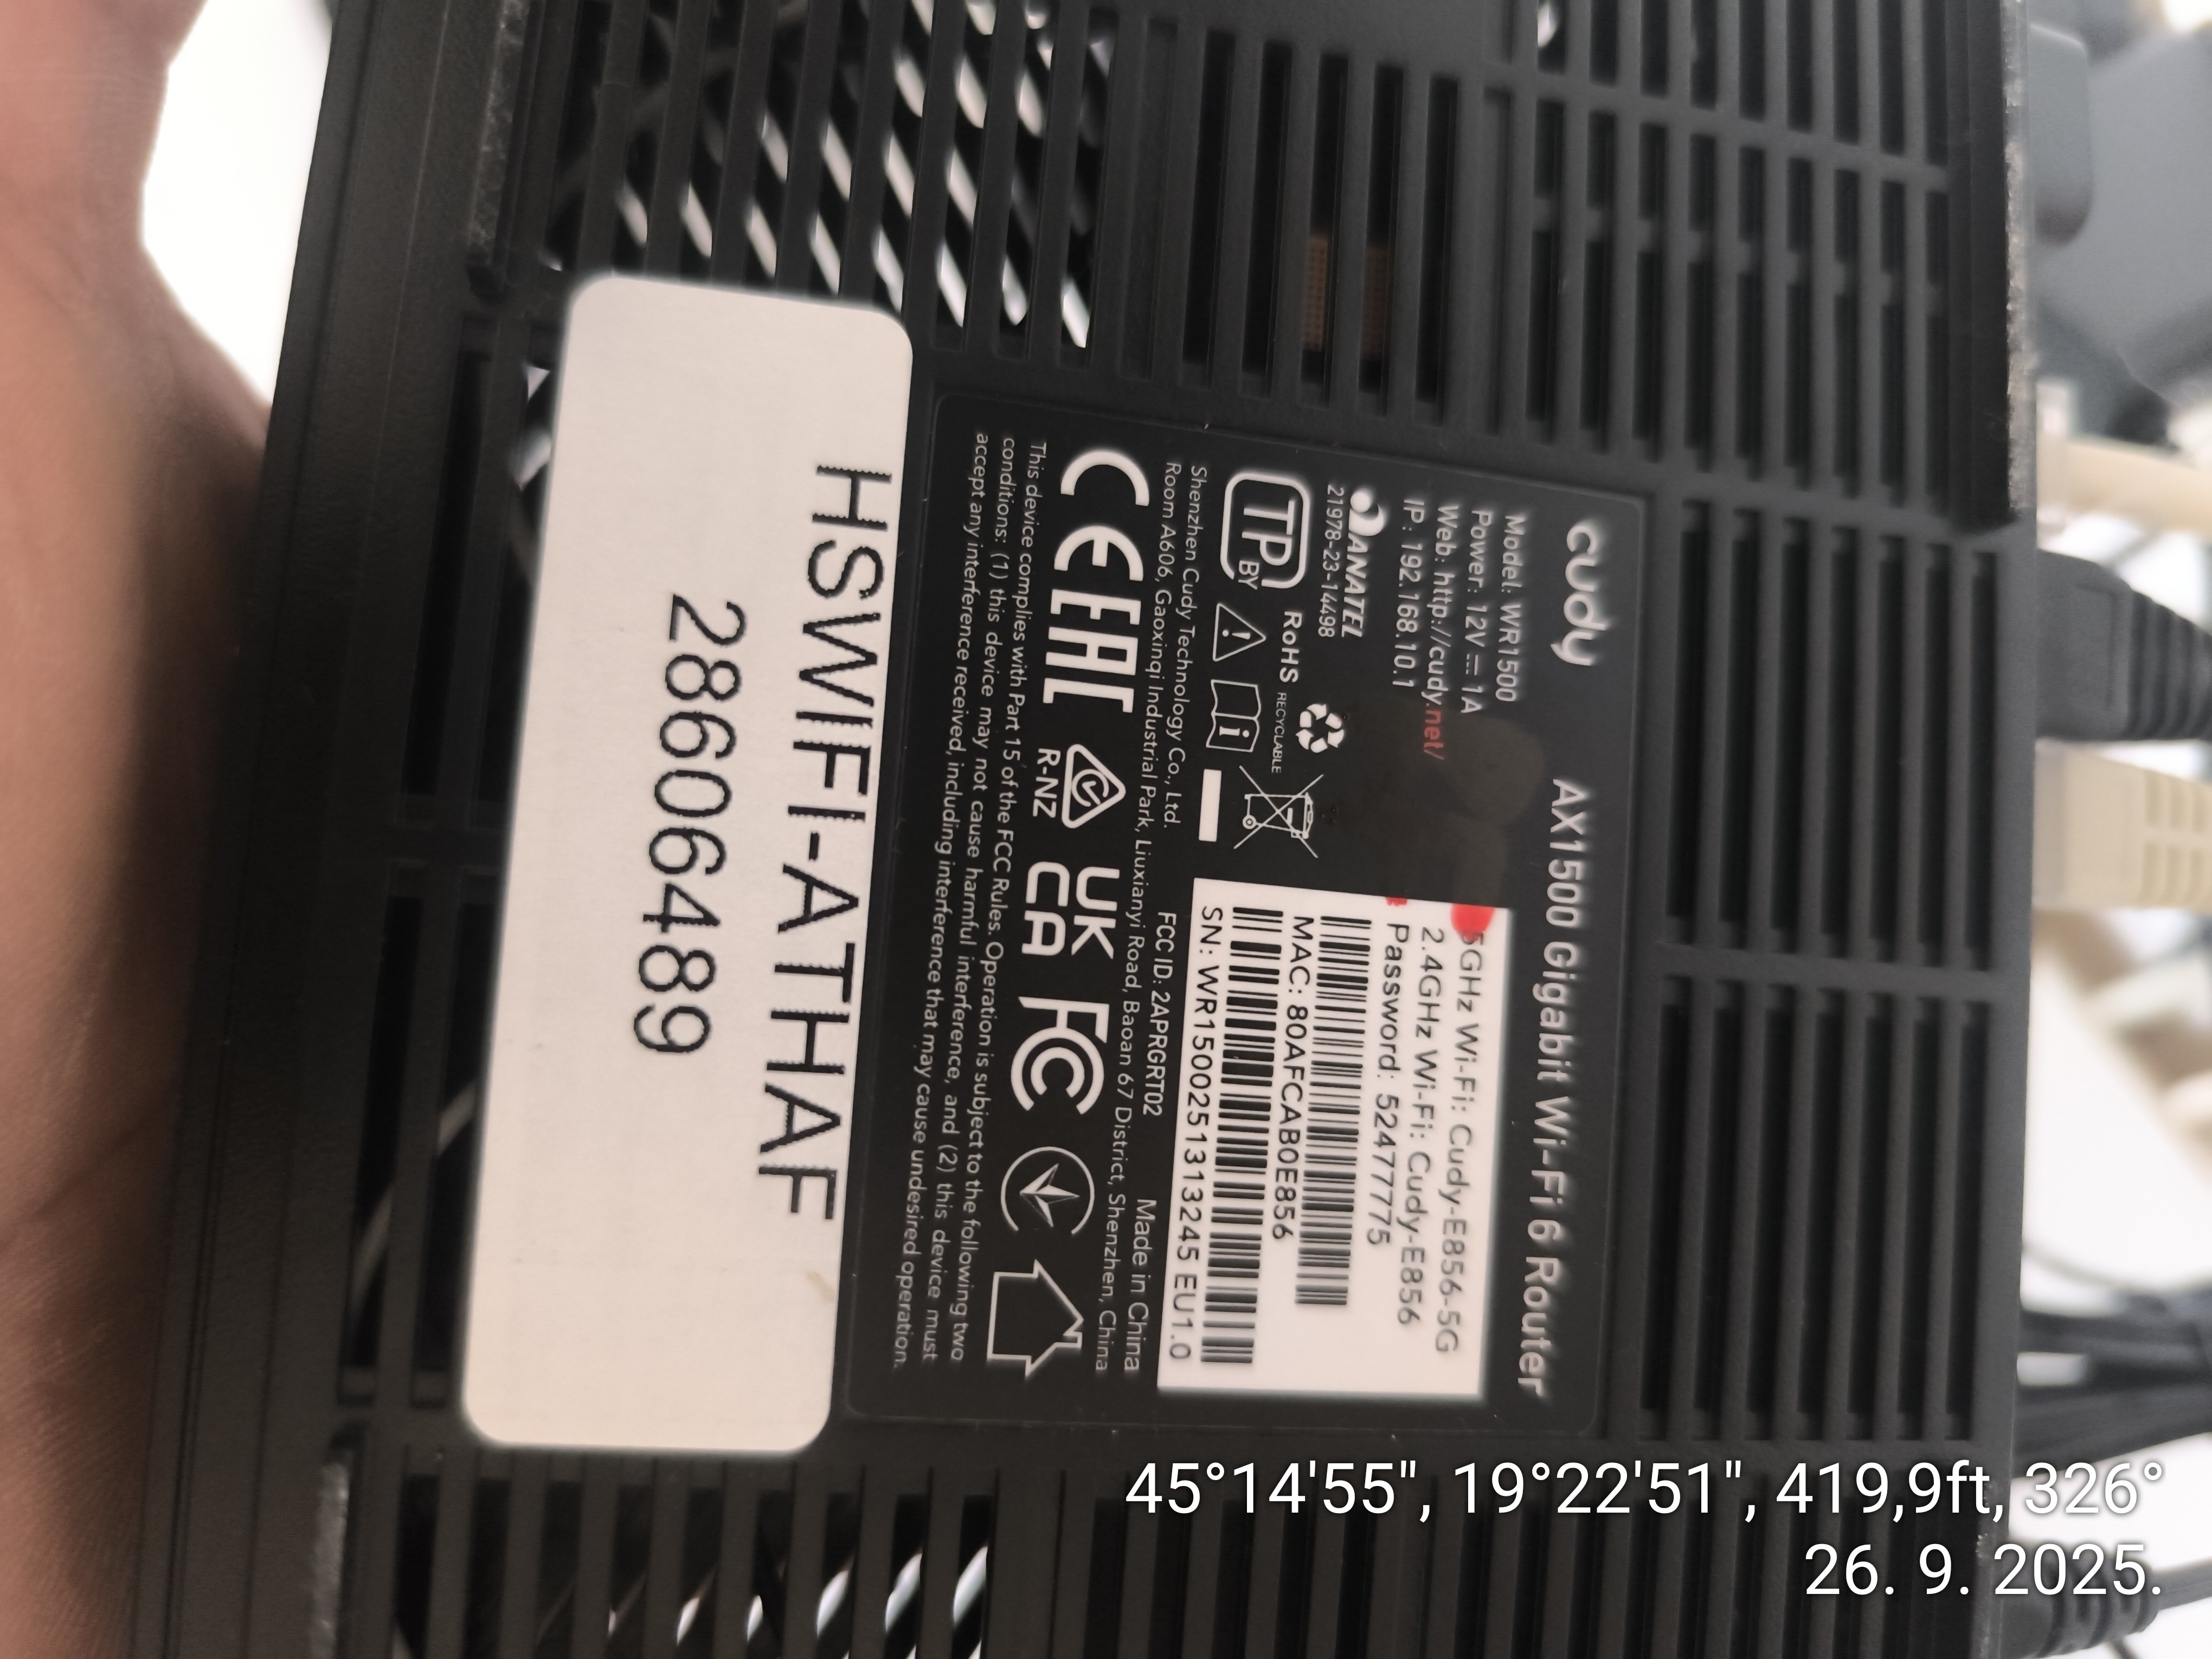 cudy
AX1500 Gigabit Wi-Fi 6 Router
Model: WR1500
Power: 12V⎓1A
Web: http://cudy.net/
IP: 192.168.10.1
5GHz Wi-Fi: Cudy-E856-5G
2.4GHz Wi-Fi: Cudy-E856
Password: 52477775
MAC: 80AFCAB0E856
SN: WR1500251313245 EU1.0
ANATEL
21978-23-14498
RoHS
RECYCLABLE
TP
BY
Shenzhen Cudy Technology Co., Ltd.
FCC ID: 2APRGRT02
Made in China
Room A606, Gaoxinqi Industrial Park, Liuxianyi Road, Baoan 67 District, Shenzhen, China
CE EAC R-NZ UK CA FC
This device complies with Part 15 of the FCC Rules. Operation is subject to the following two
conditions: (1) this device may not cause harmful interference, and (2) this device must
accept any interference received, including interference that may cause undesired operation.
HSWIFI-ATHAF
286064489
45°14'55", 19°22'51", 419,9ft, 326°
26. 9. 2025.